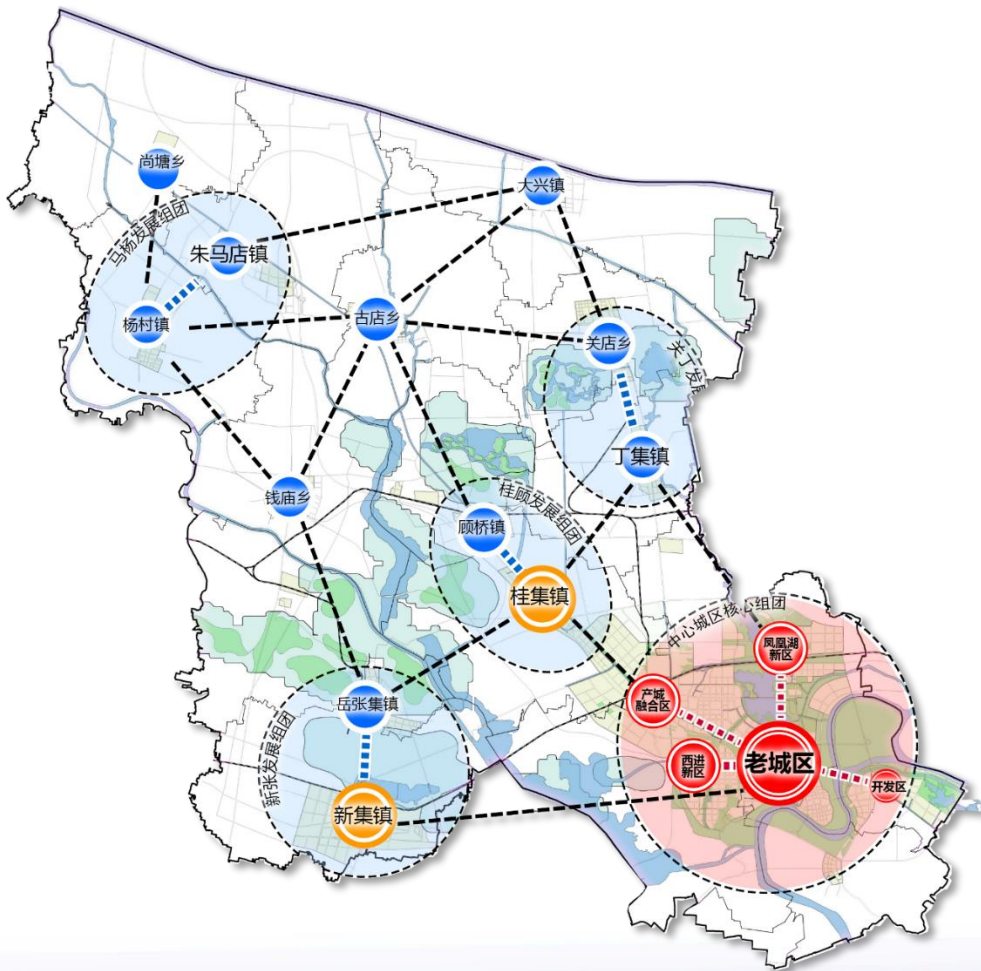 尚塘乡
大兴镇
马杨发展组团
朱马店镇
杨村镇
古店乡
关店乡
关丁发
丁集镇
钱庙乡
桂顾发展组团
顾桥镇
桂集镇
中心城区核心组团
凤凰湖
新区
产城
融合区
岳张集镇
新张发展组团
西进
新区
老城区
开发区
新集镇